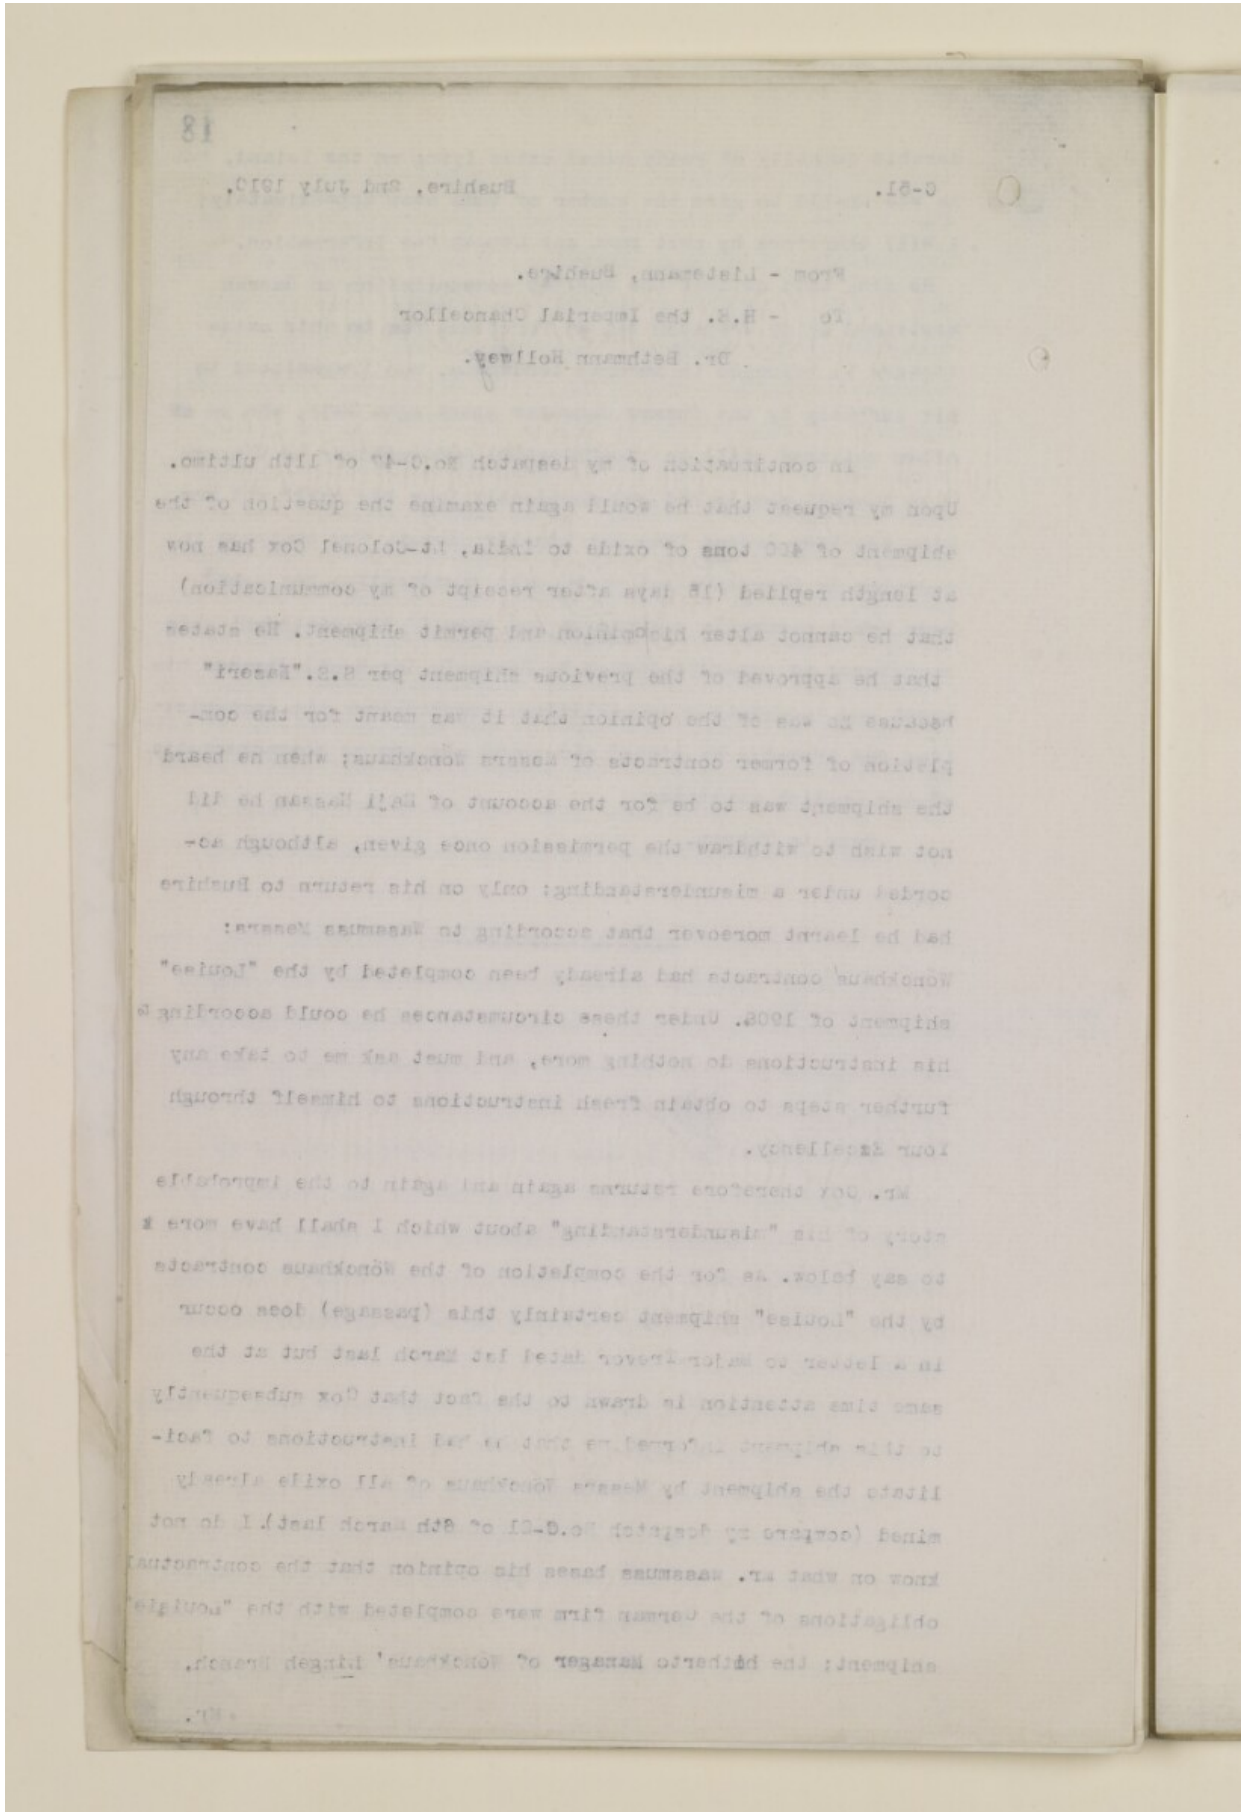 18
C-51. Bushire, 2nd July 1910.
From - Listemann, Bushire.
To - H.E. the Imperial Chancellor
Dr. Bethmann Hollweg.
In continuation of my despatch No.C-47 of 11th ultimo.
Upon my request that he would again examine the question of the
shipment of 400 tons of oxide to India, Lt-Colonel Cox has now
at length replied (15 days after receipt of my communication)
that he cannot alter his opinion and permit shipment. He states
that he approved of the previous shipment per S.S."Kaseri"
because he was of the opinion that it was meant for the com-
pletion of former contracts of Messrs Wönckhaus; when he heard
the shipment was to be for the account of Haji Hassan he did
not wish to withdraw the permission once given, although ac-
corded under a misunderstanding; only on his return to Bushire
had he learnt moreover that according to Wassmuss Messrs:
Wönckhaus' contracts had already been completed by the "Louise"
shipment of 1908. Under these circumstances he could according to
his instructions do nothing more, and must ask me to take any
further steps to obtain fresh instructions to himself through
Your Excellency.
Mr. Cox therefore returns again and again to the improbable
story of his "misunderstanding" about which I shall have more
to say below. As for the completion of the Wönckhaus contracts
by the "Louise" shipment certainly this (passage) does occur
in a letter to Major Trevor dated 1st March last but at the
same time attention is drawn to the fact that Cox subsequently
to this shipment informed me that he had instructions to faci-
litate the shipment by Messrs Wönckhaus of all oxide already
mined (compare my despatch No.C-21 of 6th March last). I do not
know on what Mr. Wassmuss bases his opinion that the contractual
obligations of the German firm were completed with the "Louise"
shipment; the hitherto Manager of Wönckhaus' Lingeh Branch,
Mr.